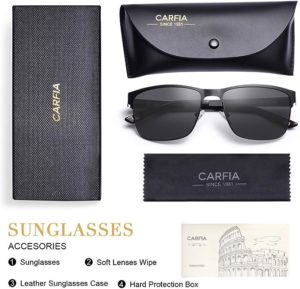 CARFIA
SINCE 1981
CARFIA
CARFIA
SINCE 1981
CARFIA
SUNGLASSES
ACCESORIES
1 Sunglasses
2 Soft Lenses Wipe
3 Leather Sunglasses Case
4 Hard Protection Box